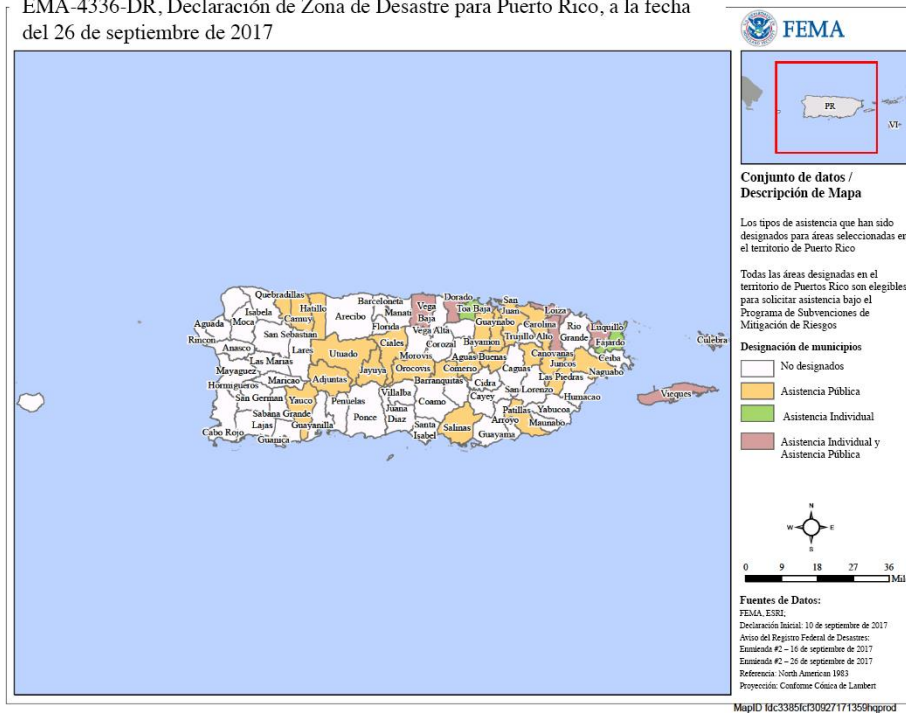 EMA-4336-DR, Declaración de Zona de Desastre para Puerto Rico, a la fecha
del 26 de septiembre de 2017
FEMA
PR
VI
Conjunto de datos /
Descripción de Mapa
Los tipos de asistencia que han sido
designados para áreas seleccionadas en
el territorio de Puerto Rico
Todas las áreas designadas en el
territorio de Puertos Rico son elegibles
para solicitar asistencia bajo el
Programa de Subvenciones de
Mitigación de Riesgos
Designación de municipios
No designados
Asistencia Pública
Asistencia Individual
Asistencia Individual y
Asistencia Pública
N
W E
S
0 9 18 27 36
Mil
Fuentes de Datos:
FEMA, ESRI;
Declaración Inicial: 10 de septiembre de 2017
Aviso del Registro Federal de Desastres:
Enmienda #2 – 16 de septiembre de 2017
Enmienda #2 – 26 de septiembre de 2017
Referencia: North American 1983
Proyección: Conforme Cónica de Lambert
MapID fdc3385fcf30927171359hqprod
Quebradillas
Isabela
Camuy
Hatillo
Arecibo
Barceloneta
Manati
Florida
Vega
Baja
Vega Alta
Dorado
Toa Baja
San
Juan
Loiza
Aguada
Moca
Rincon
San Sebastian
Anasco
Lares
Utuado
Ciales
Morovis
Corozal
Guaynabo
Bayamon
Carolina
Trujillo Alto
Rio
Grande
Luquillo
Fajardo
Ceiba
Culebra
Las Marias
Mayaguez
Maricao
Adjuntas
Jayuya
Orocovis
Barranquitas
Comerio
Aguas Buenas
Caguas
Canovanas
Juncos
Las Piedras
Naguabo
Hormigueros
San German
Yauco
Sabana Grande
Penuelas
Villalba
Coamo
Cidra
Cayey
San Lorenzo
Humacao
Vieques
Lajas
Cabo Rojo
Guanica
Guayanilla
Ponce
Juana
Diaz
Santa
Isabel
Salinas
Guayama
Arroyo
Patillas
Yabucoa
Maunabo